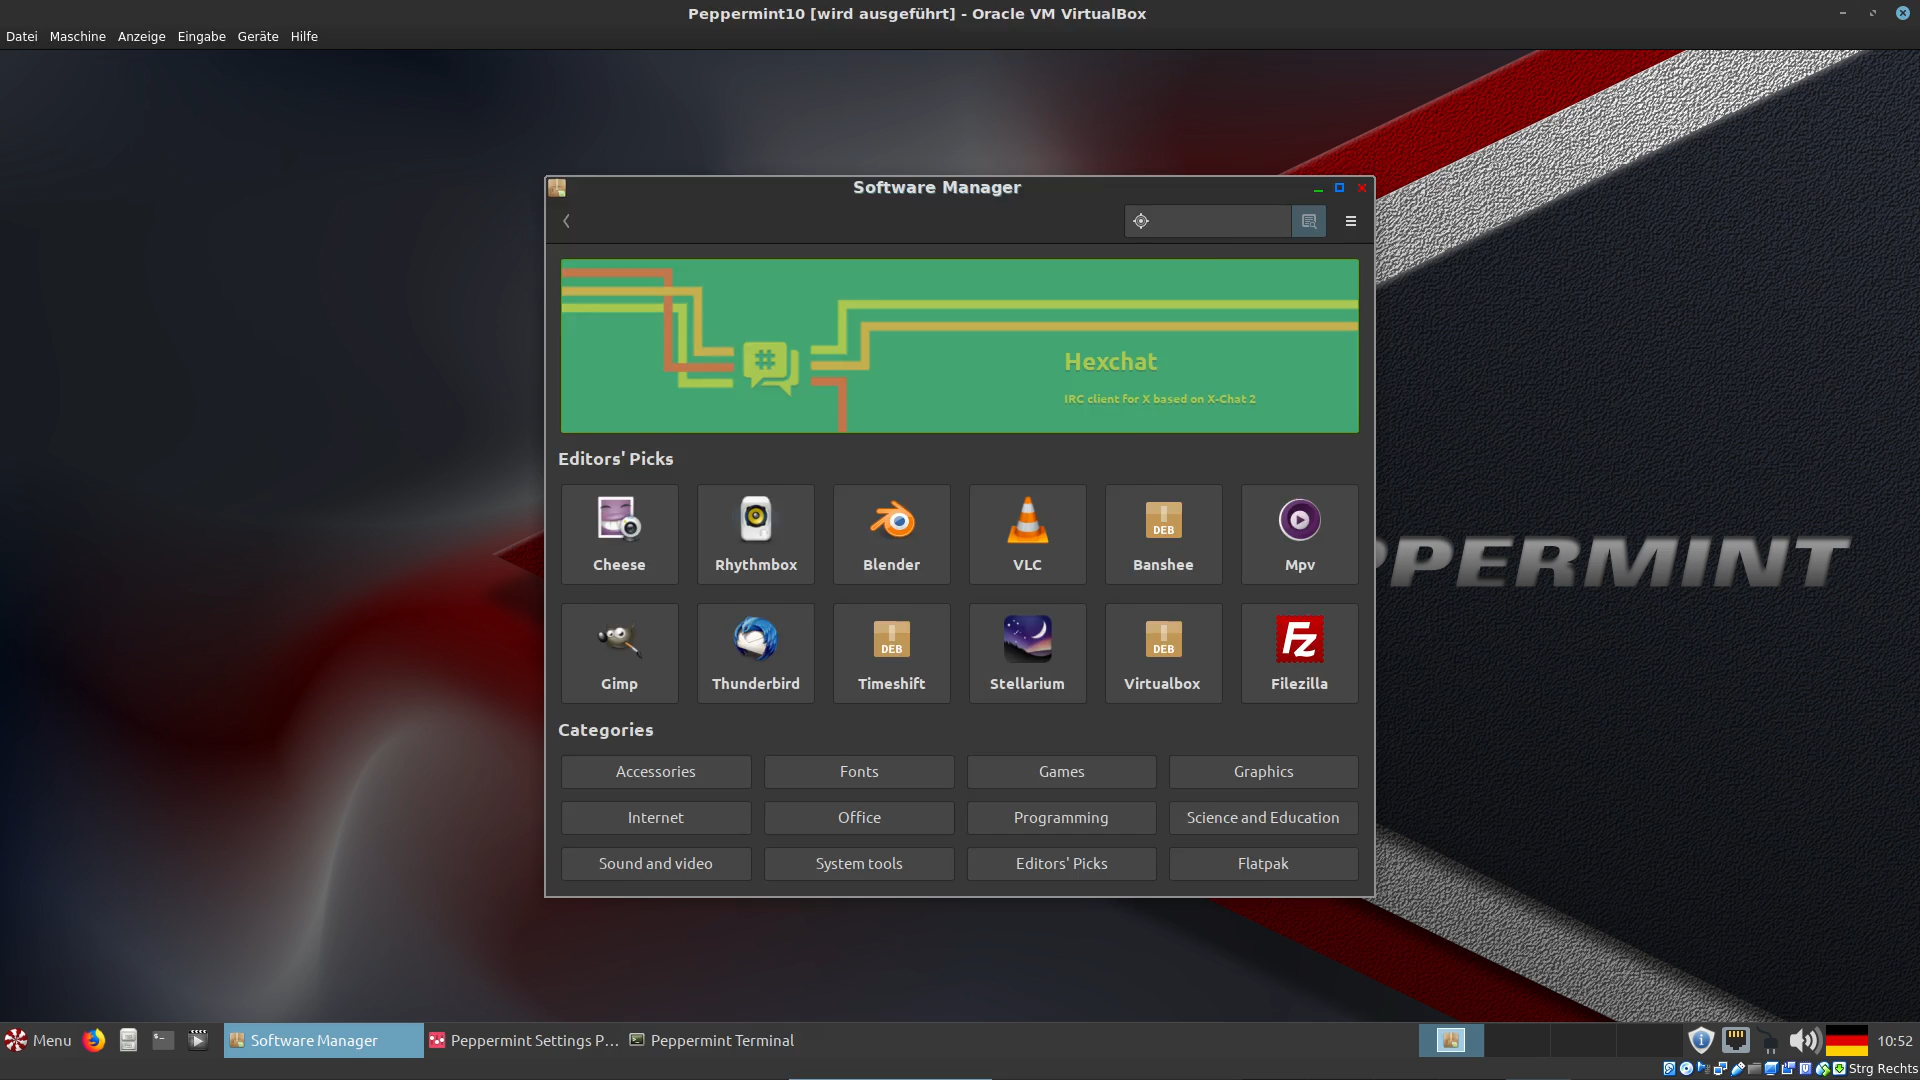 Peppermint10 [wird ausgeführt] - Oracle VM VirtualBox
Datei Maschine Anzeige Eingabe Geräte Hilfe
Software Manager
Hexchat
IRC client for X based on X-Chat 2
Editors' Picks
Cheese Rhythmbox Blender VLC DEB Banshee Mpv
PPERMINT
Gimp Thunderbird DEB Timeshift Stellarium DEB Virtualbox Fz Filezilla
Categories
Accessories Fonts Games Graphics
Internet Office Programming Science and Education
Sound and video System tools Editors' Picks Flatpak
Menu Software Manager Peppermint Settings P... Peppermint Terminal 10:52
Strg Rechts